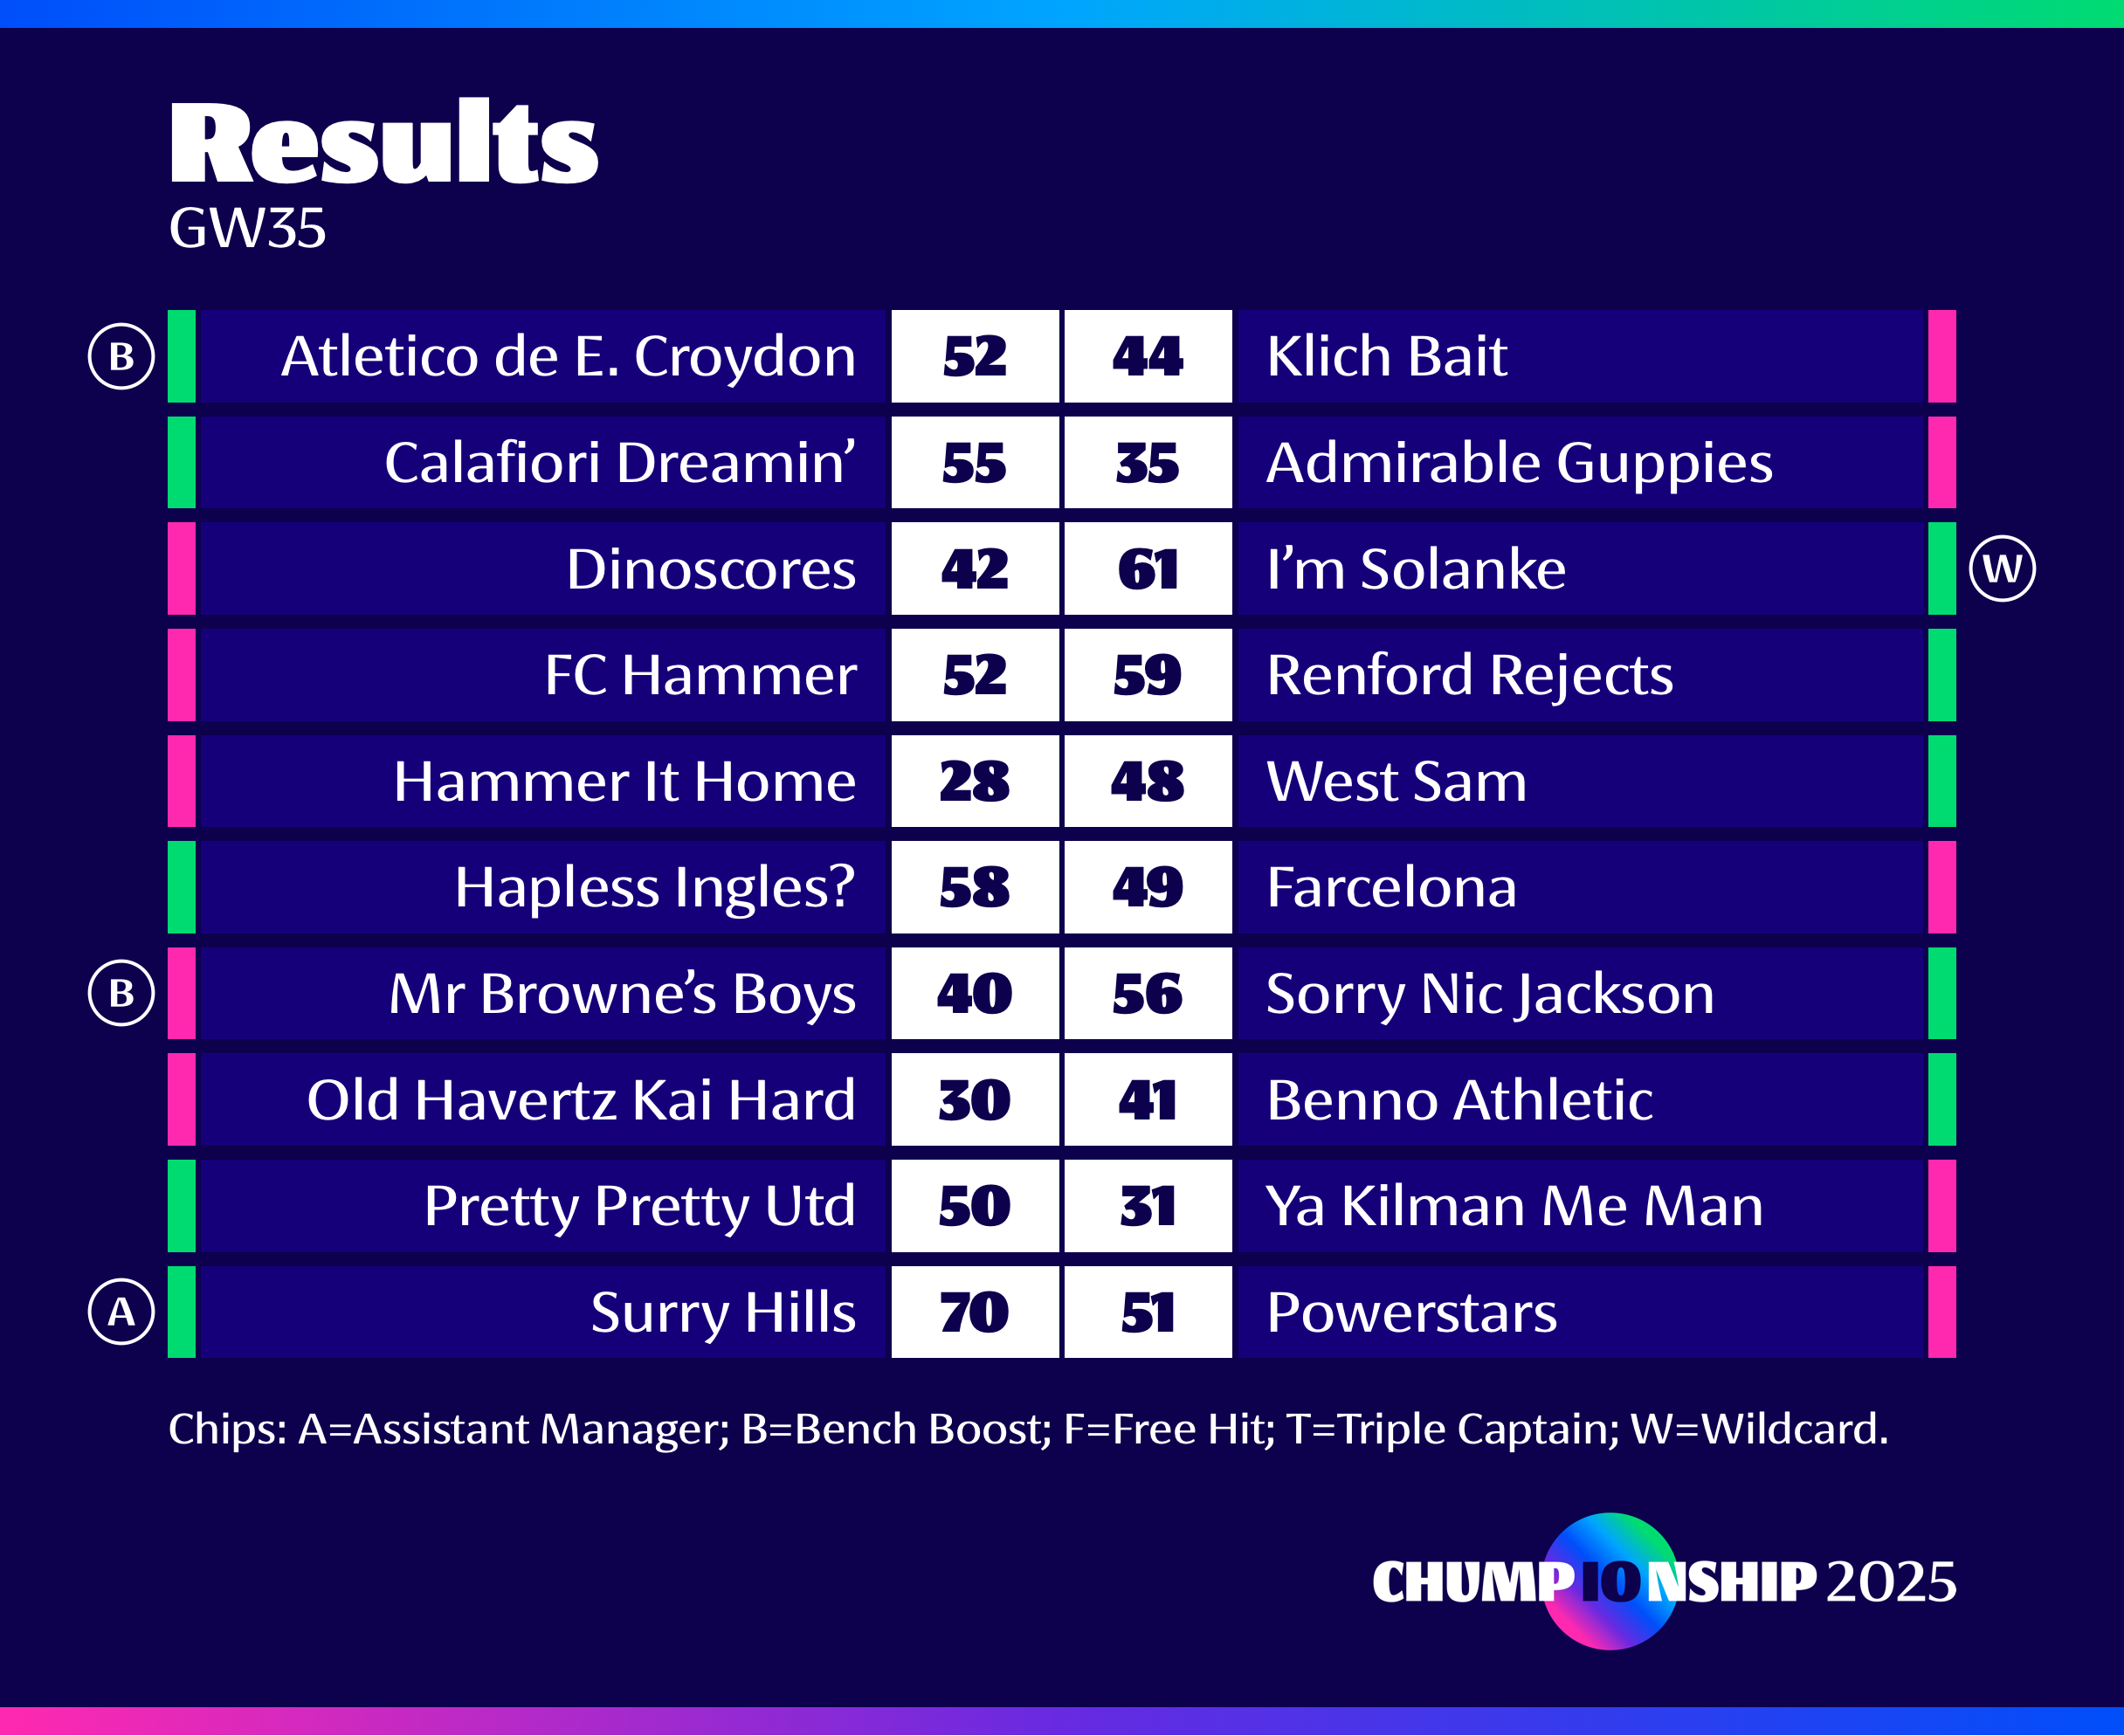 Results
GW35
B Atletico de E. Croydon 52 44 Klich Bait
Calafiori Dreamin’ 55 35 Admirable Guppies
Dinoscores 42 61 I’m Solanke W
FC Hammer 52 59 Renford Rejects
Hammer It Home 28 48 West Sam
Hapless Ingles? 58 49 Farcelona
B Mr Browne’s Boys 40 56 Sorry Nic Jackson
Old Havertz Kai Hard 30 41 Benno Athletic
Pretty Pretty Utd 50 31 Ya Kilman Me Man
A Surry Hills 70 51 Powerstars
Chips: A=Assistant Manager; B=Bench Boost; F=Free Hit; T=Triple Captain; W=Wildcard.
CHUMPIONSHIP 2025